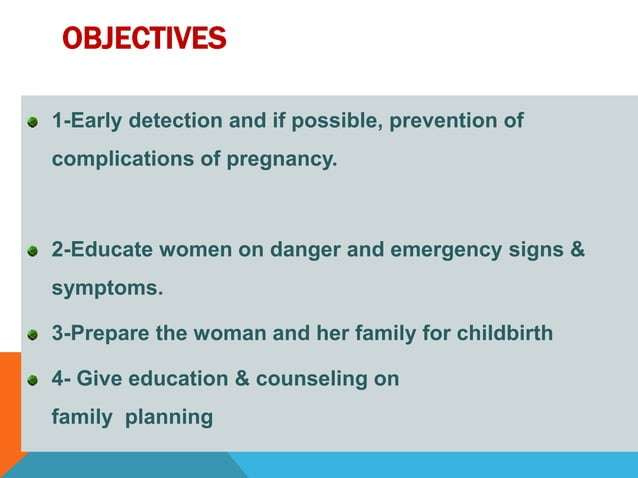 OBJECTIVES
1-Early detection and if possible, prevention of
complications of pregnancy.
2-Educate women on danger and emergency signs &
symptoms.
3-Prepare the woman and her family for childbirth
4- Give education & counseling on
family  planning